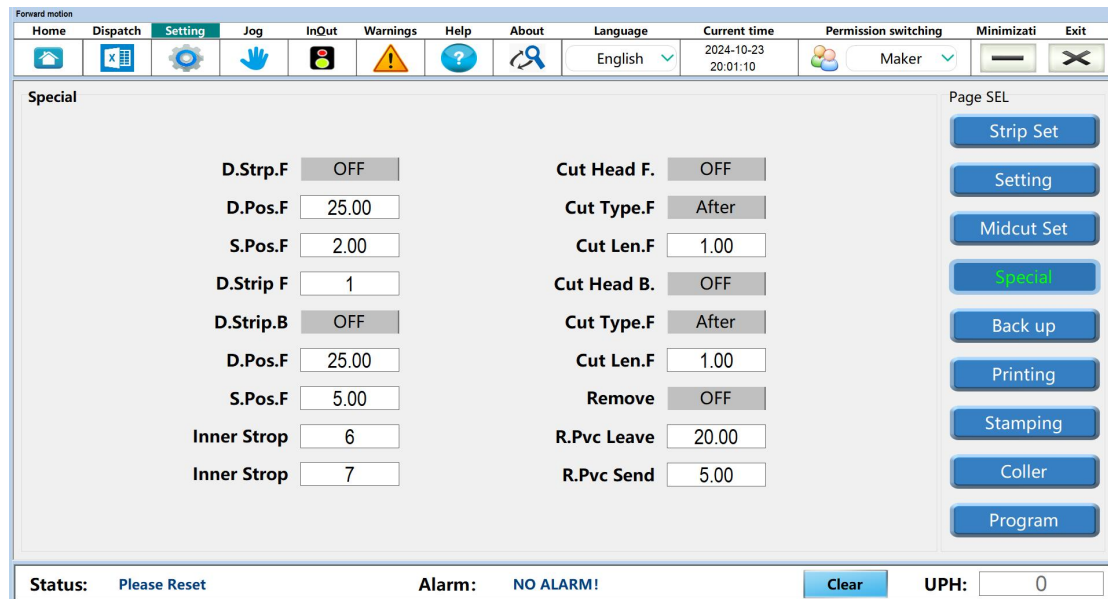 Forward motion
Home Dispatch Setting Jog InOut Warnings Help About Language Current time Permission switching Minimizati Exit
English 2024-10-23 Maker
20:01:10
Special Page SEL
Strip Set
D.Strp.F OFF Cut Head F. OFF
Setting
D.Pos.F 25.00 Cut Type.F After
Midcut Set
S.Pos.F 2.00 Cut Len.F 1.00
D.Strip F 1 Cut Head B. OFF
Special
D.Strip.B OFF Cut Type.F After
Back up
D.Pos.F 25.00 Cut Len.F 1.00
Printing
S.Pos.F 5.00 Remove OFF
Stamping
Inner Strop 6 R.Pvc Leave 20.00
Inner Strop 7 R.Pvc Send 5.00
Coller
Program
Status: Please Reset Alarm: NO ALARM! Clear UPH: 0